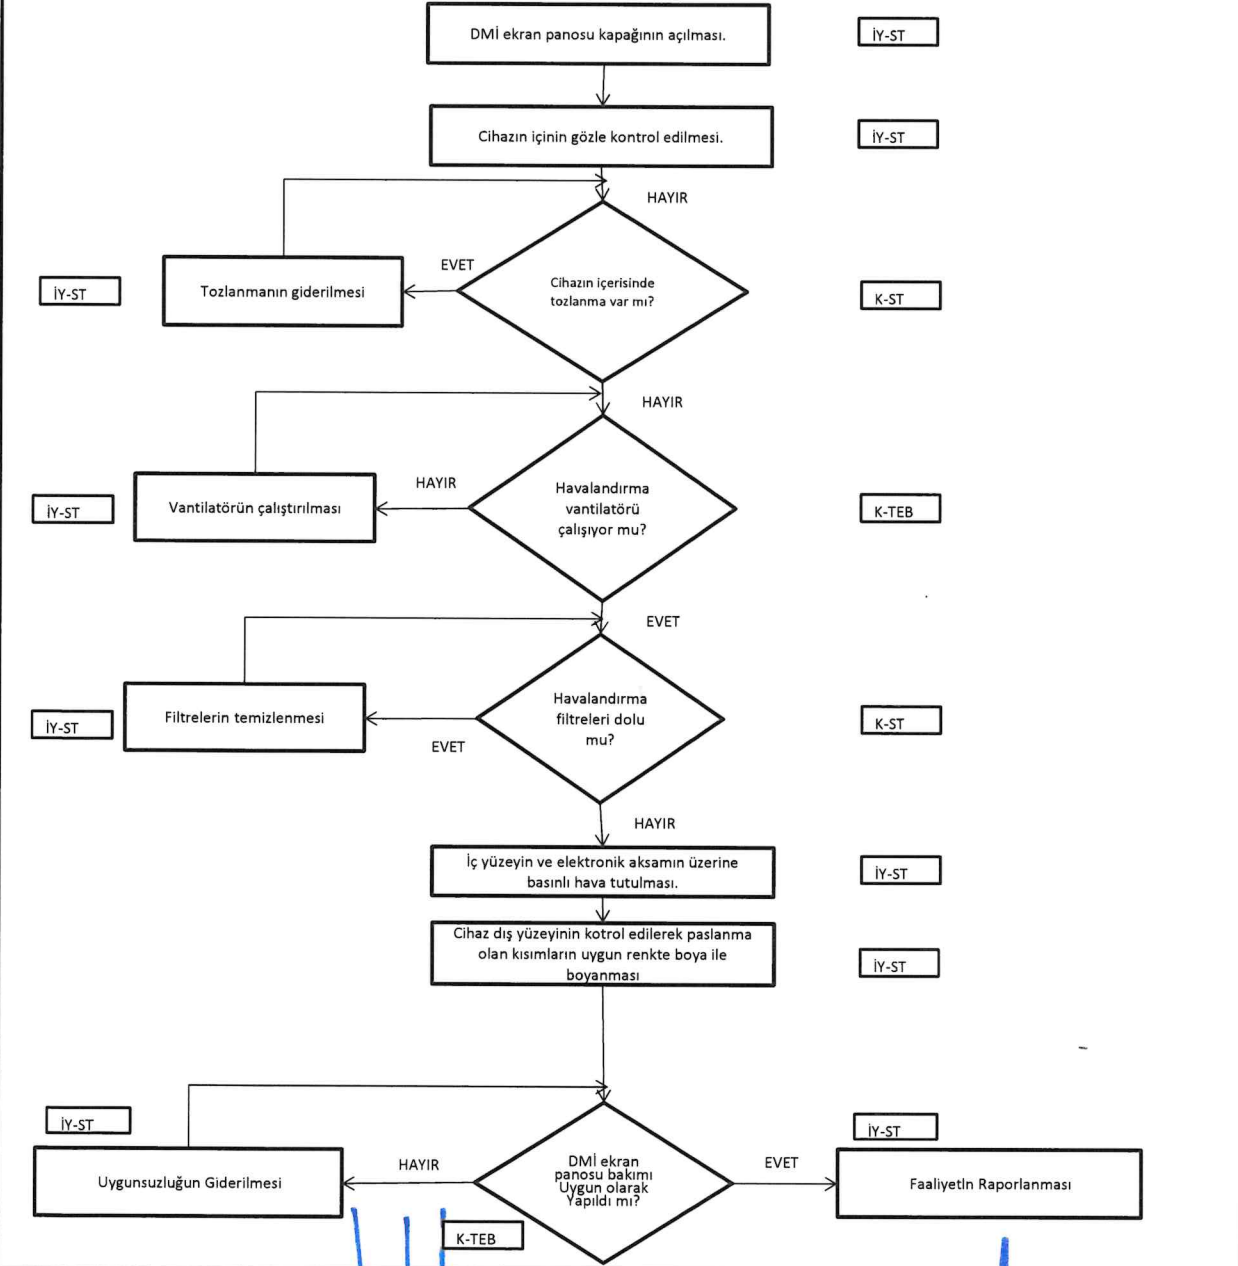 DMİ ekran panosu kapağının açılması.
İY-ST
Cihazın içinin gözle kontrol edilmesi.
İY-ST
HAYIR
EVET
Cihazın içerisinde
tozlanma var mı?
Tozlanmanın giderilmesi
İY-ST
K-ST
HAYIR
HAYIR
Havalandırma
vantilatörü
çalışıyor mu?
Vantilatörün çalıştırılması
İY-ST
K-TEB
EVET
Havalandırma
filtreleri dolu
mu?
Filtrelerin temizlenmesi
İY-ST
K-ST
EVET
HAYIR
İç yüzeyin ve elektronik aksamın üzerine
basınlı hava tutulması.
İY-ST
Cihaz dış yüzeyinin kotrol edilerek paslanma
olan kısımların uygun renkte boya ile
boyanması
İY-ST
İY-ST
İY-ST
Uygunsuzluğun Giderilmesi
HAYIR
DMİ ekran
panosu bakımı
Uygun olarak
Yapıldı mı?
EVET
Faaliyetln Raporlanması
K-TEB